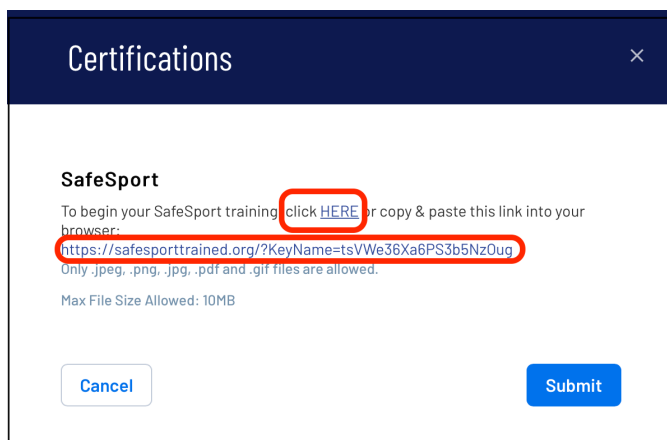 Certifications
SafeSport
To begin your SafeSport training, click HERE or copy & paste this link into your
browser:
https://safesporttrained.org/?KeyName=tsVWe36Xa6PS3b5NzOug
Only .jpeg, .png, .jpg, .pdf and .gif files are allowed.
Max File Size Allowed: 10MB
Cancel
Submit